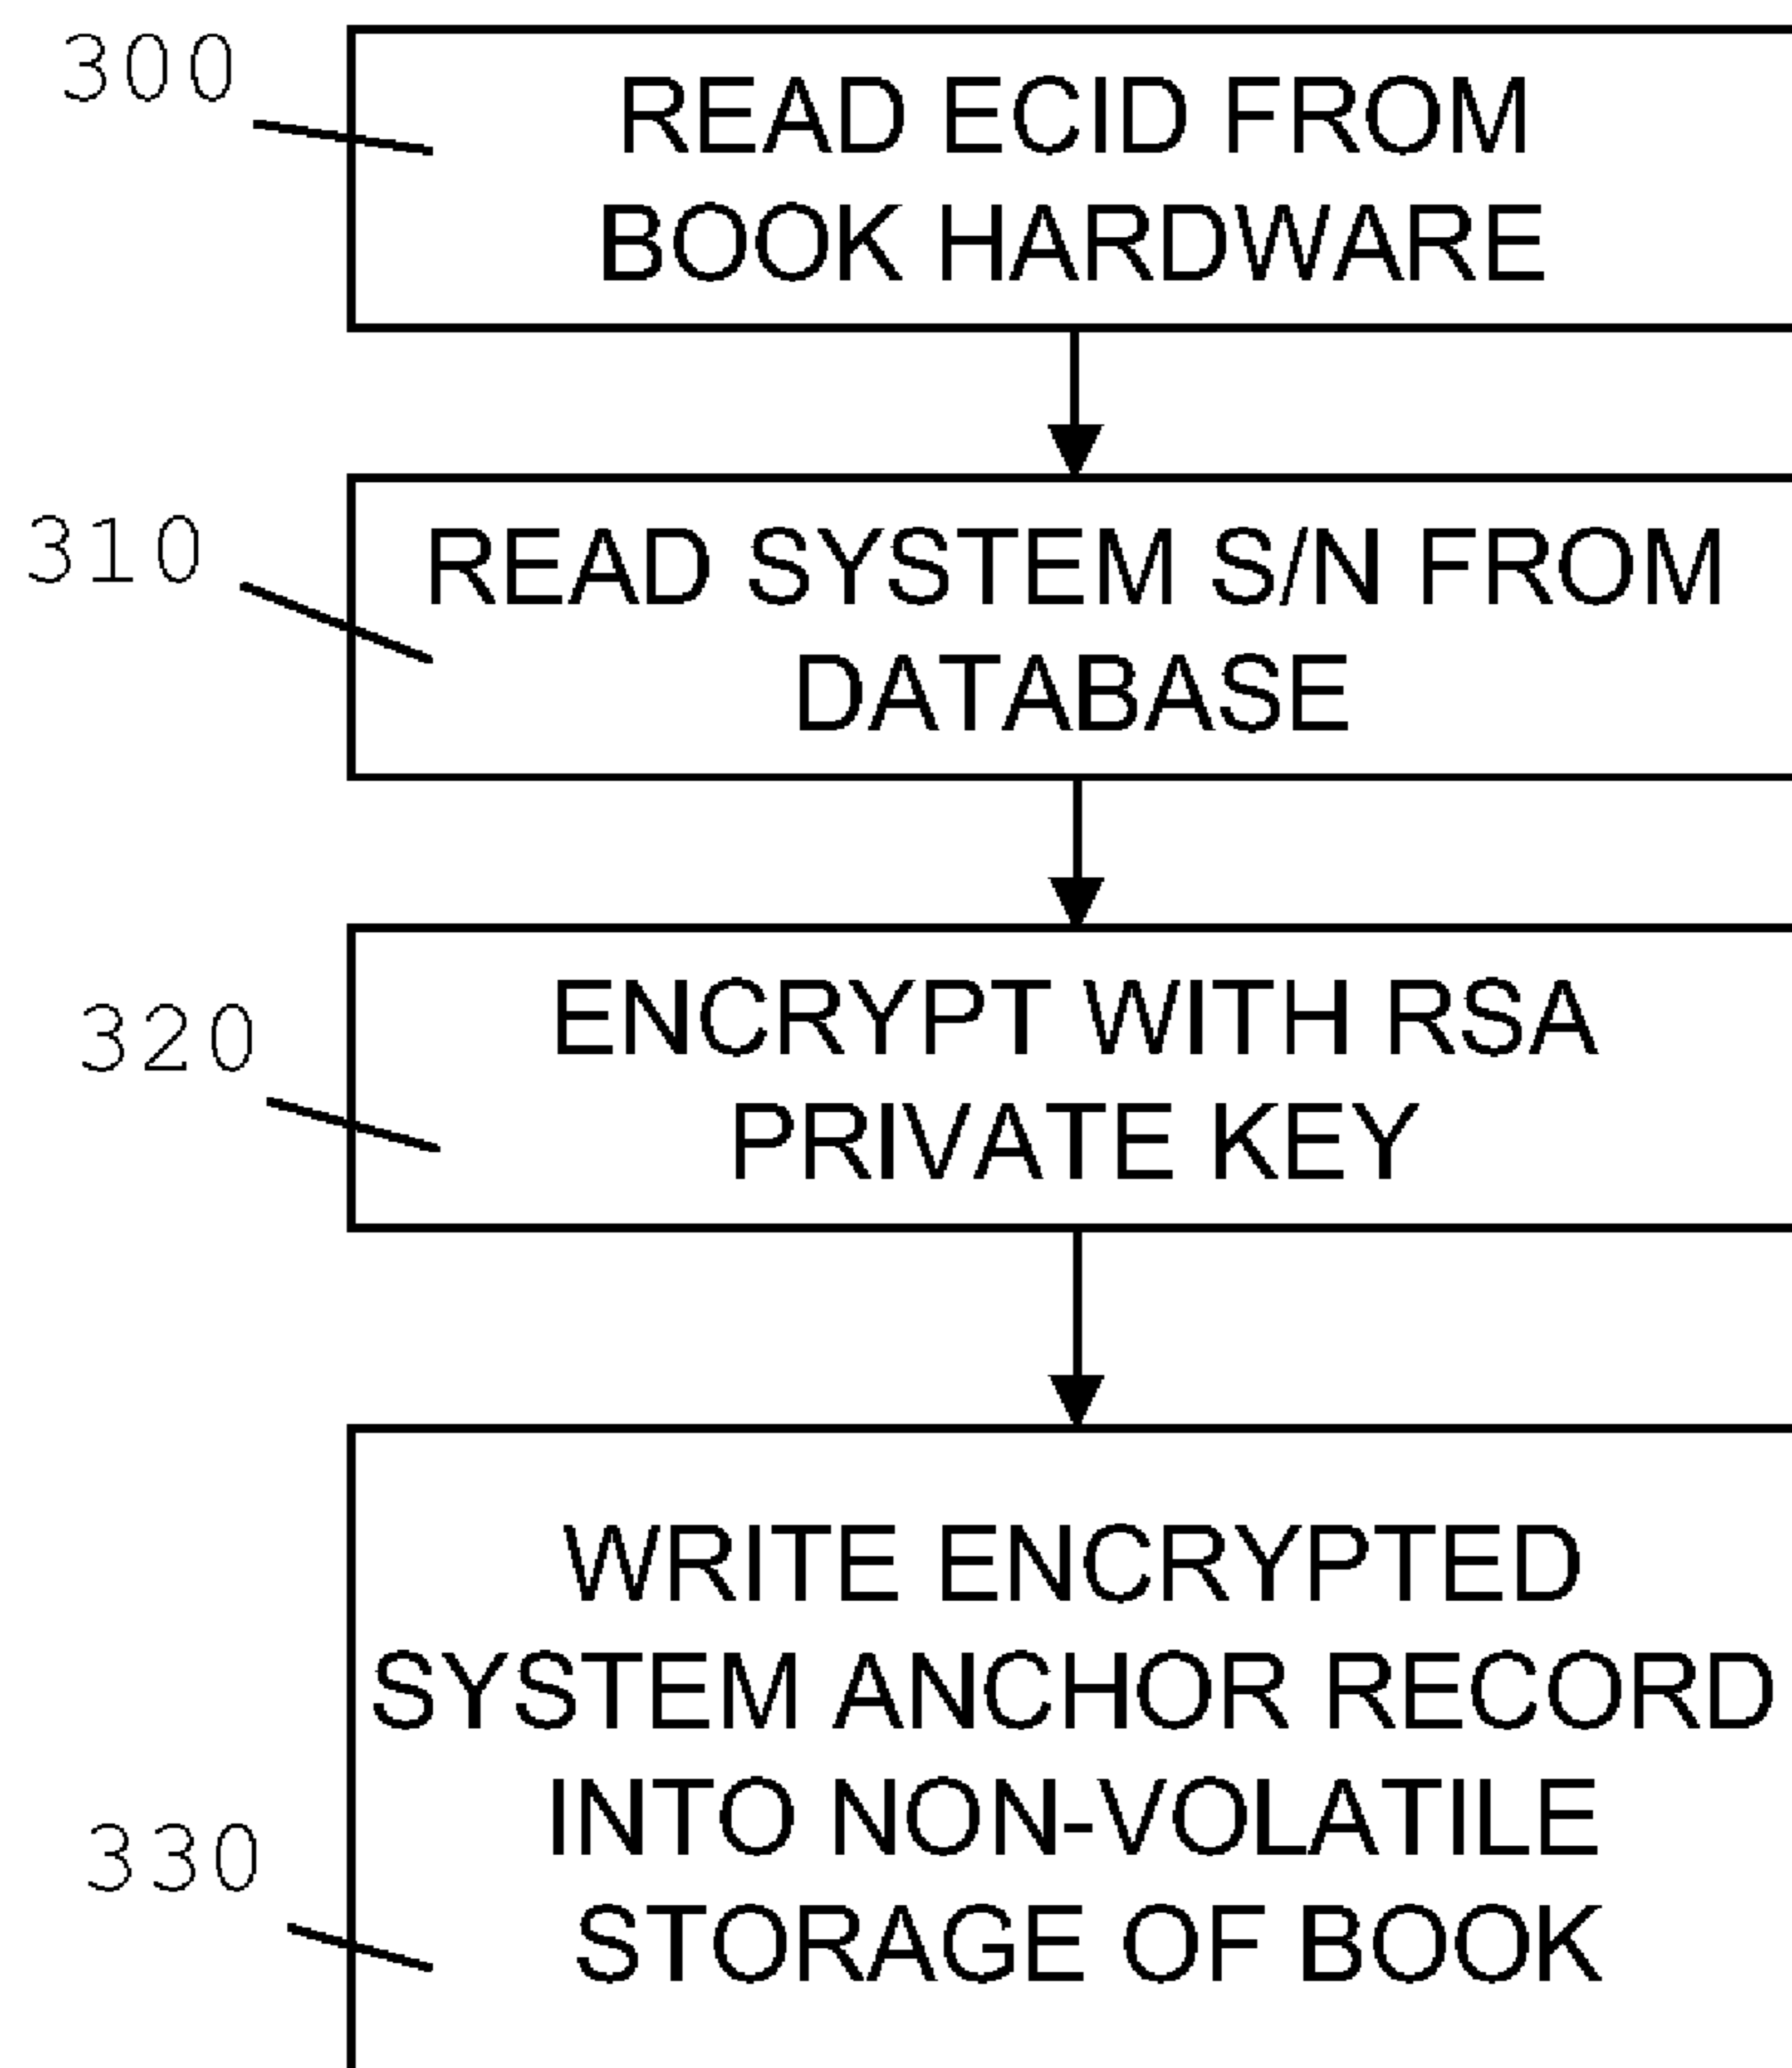 300
READ ECID FROM
BOOK HARDWARE
310
READ SYSTEM S/N FROM
DATABASE
320
ENCRYPT WITH RSA
PRIVATE KEY
WRITE ENCRYPTED
SYSTEM ANCHOR RECORD
INTO NON-VOLATILE
330
STORAGE OF BOOK